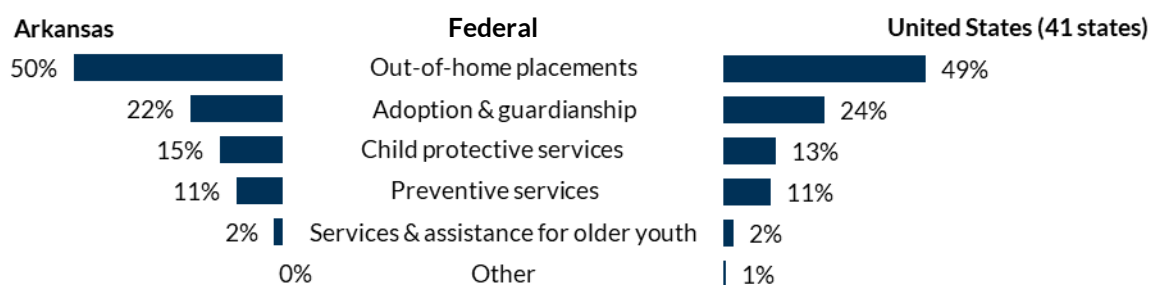 Arkansas Federal United States (41 states)
50% Out-of-home placements 49%
22% Adoption & guardianship 24%
15% Child protective services 13%
11% Preventive services 11%
2% Services & assistance for older youth 2%
0% Other 1%